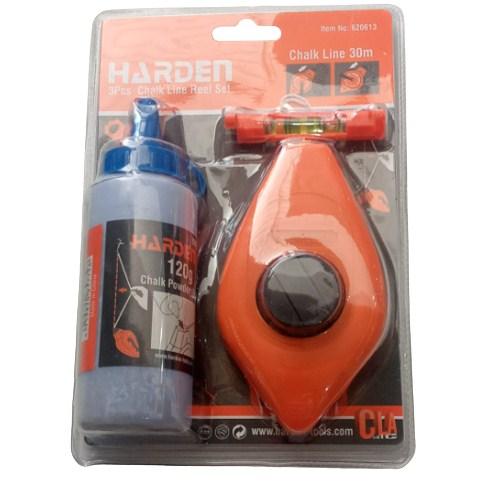 Item No: 620613
Chalk Line 30m
HARDEN
3Pcs Chalk Line Reel Set
HARDEN
120g
Chalk Powder
HARDEN
www.harden-tools.com